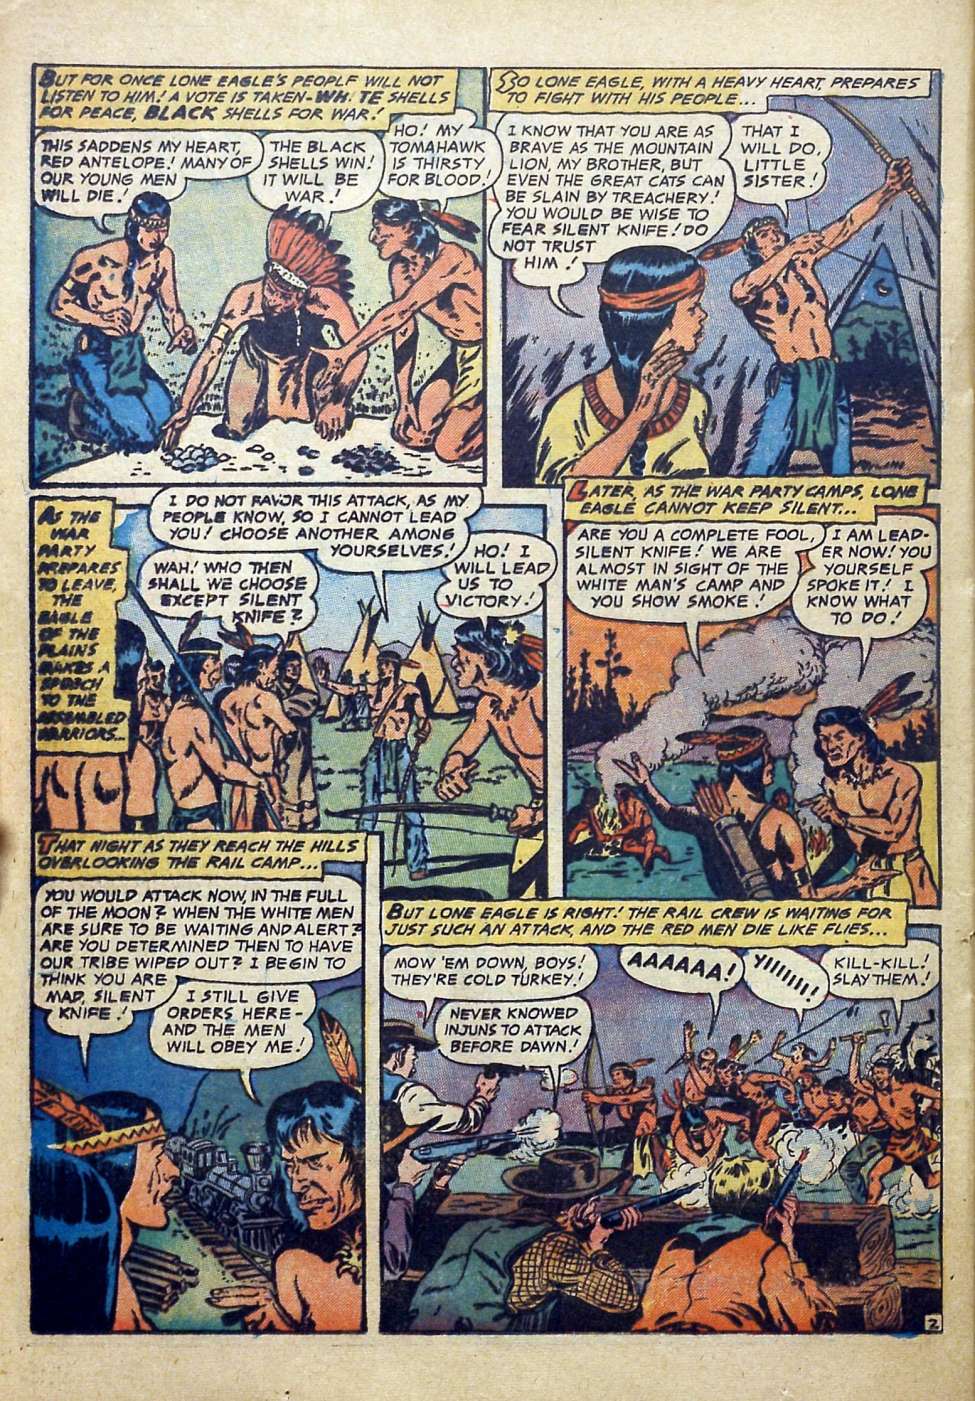 BUT FOR ONCE LONE EAGLE'S PEOPLE WILL NOT
LISTEN TO HIM! A VOTE IS TAKEN-WHITE SHELLS
FOR PEACE, BLACK SHELLS FOR WAR!
THIS SADDENS MY HEART,
RED ANTELOPE! MANY OF
OUR YOUNG MEN
WILL DIE!
THE BLACK
SHELLS WIN!
IT WILL BE
WAR!
HO! MY
TOMAHAWK
IS THIRSTY
FOR BLOOD!
SO LONE EAGLE, WITH A HEAVY HEART, PREPARES
TO FIGHT WITH HIS PEOPLE...
I KNOW THAT YOU ARE AS
BRAVE AS THE MOUNTAIN
LION, MY BROTHER, BUT
EVEN THE GREAT CATS CAN
BE SLAIN BY TREACHERY!
YOU WOULD BE WISE TO
FEAR SILENT KNIFE! DO
NOT TRUST
HIM!
THAT I
WILL DO,
LITTLE
SISTER!
AS THE
WAR
PARTY
PREPARES
TO LEAVE,
THE
EAGLE
OF THE
PLAINS
MAKES A
SPEECH
TO THE
ASSEMBLED
WARRIORS...
I DO NOT FAVOR THIS ATTACK, AS MY
PEOPLE KNOW, SO I CANNOT LEAD
YOU! CHOOSE ANOTHER AMONG
YOURSELVES!
WAH! WHO THEN
SHALL WE CHOOSE
EXCEPT SILENT
KNIFE?
HO! I
WILL LEAD
US TO
VICTORY!
LATER, AS THE WAR PARTY CAMPS, LONE
EAGLE CANNOT KEEP SILENT...
ARE YOU A COMPLETE FOOL,
SILENT KNIFE! WE ARE
ALMOST IN SIGHT OF THE
WHITE MAN'S CAMP AND
YOU SHOW SMOKE!
I AM LEAD-
ER NOW! YOU
YOURSELF
SPOKE IT! I
KNOW WHAT
TO DO!
THAT NIGHT AS THEY REACH THE HILLS
OVERLOOKING THE RAIL CAMP...
YOU WOULD ATTACK NOW, IN THE FULL
OF THE MOON? WHEN THE WHITE MEN
ARE SURE TO BE WAITING AND ALERT?
ARE YOU DETERMINED THEN TO HAVE
OUR TRIBE WIPED OUT? I BEGIN TO
THINK YOU ARE
MAD, SILENT
KNIFE!
I STILL GIVE
ORDERS HERE-
AND THE MEN
WILL OBEY ME!
BUT LONE EAGLE IS RIGHT! THE RAIL CREW IS WAITING FOR
JUST SUCH AN ATTACK, AND THE RED MEN DIE LIKE FLIES...
MOW 'EM DOWN, BOYS!
THEY'RE COLD TURKEY!
NEVER KNOWED
INJUNS TO ATTACK
BEFORE DAWN!
AAAAAA!
YIIIIIII!
KILL-KILL!
SLAY THEM!
2